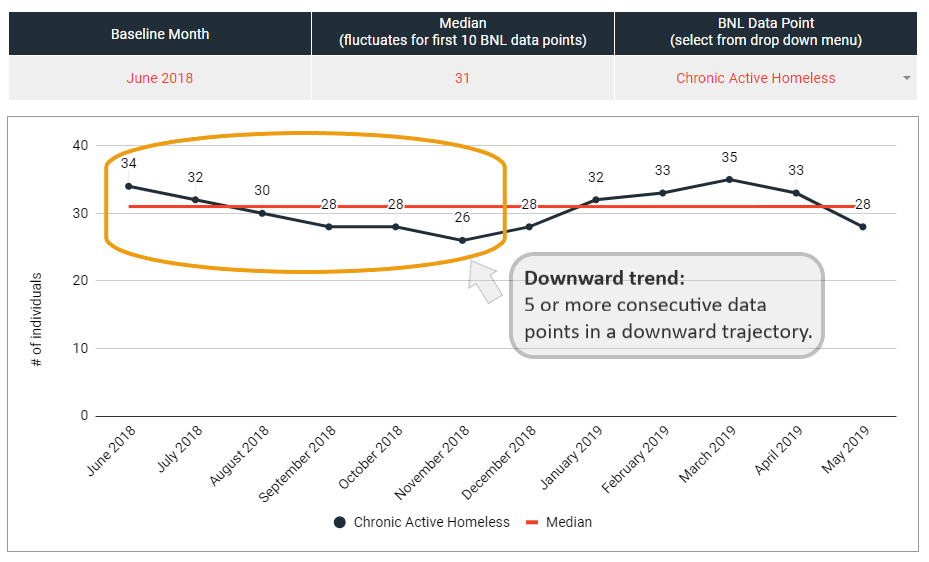 Baseline Month
Median
(fluctuates for first 10 BNL data points)
BNL Data Point
(select from drop down menu)
June 2018
31
Chronic Active Homeless
40
30
20
10
0
# of individuals
34
32
30
28
28
26
28
32
33
35
33
28
Downward trend:
5 or more consecutive data
points in a downward trajectory.
June 2018
July 2018
August 2018
September 2018
October 2018
November 2018
December 2018
January 2019
February 2019
March 2019
April 2019
May 2019
Chronic Active Homeless
Median